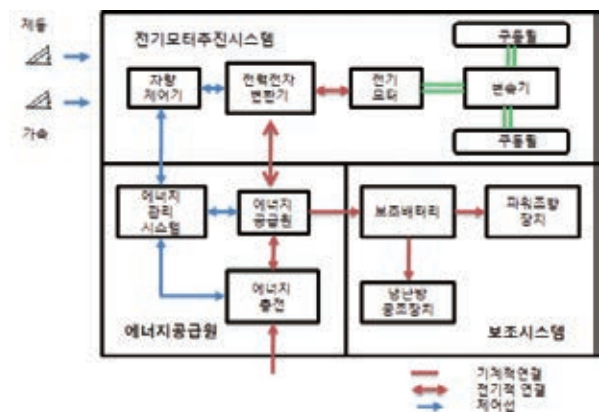 제동
가속
전기모터추진시스템
차량
제어기
전력전자
변환기
전기
모터
변속기
구동휠
구동휠
에너지
관리
시스템
에너지
공급원
에너지
충전
에너지공급원
보조배터리
파워조향
장치
냉난방
공조장치
보조시스템
기계적연결
전기적 연결
제어선